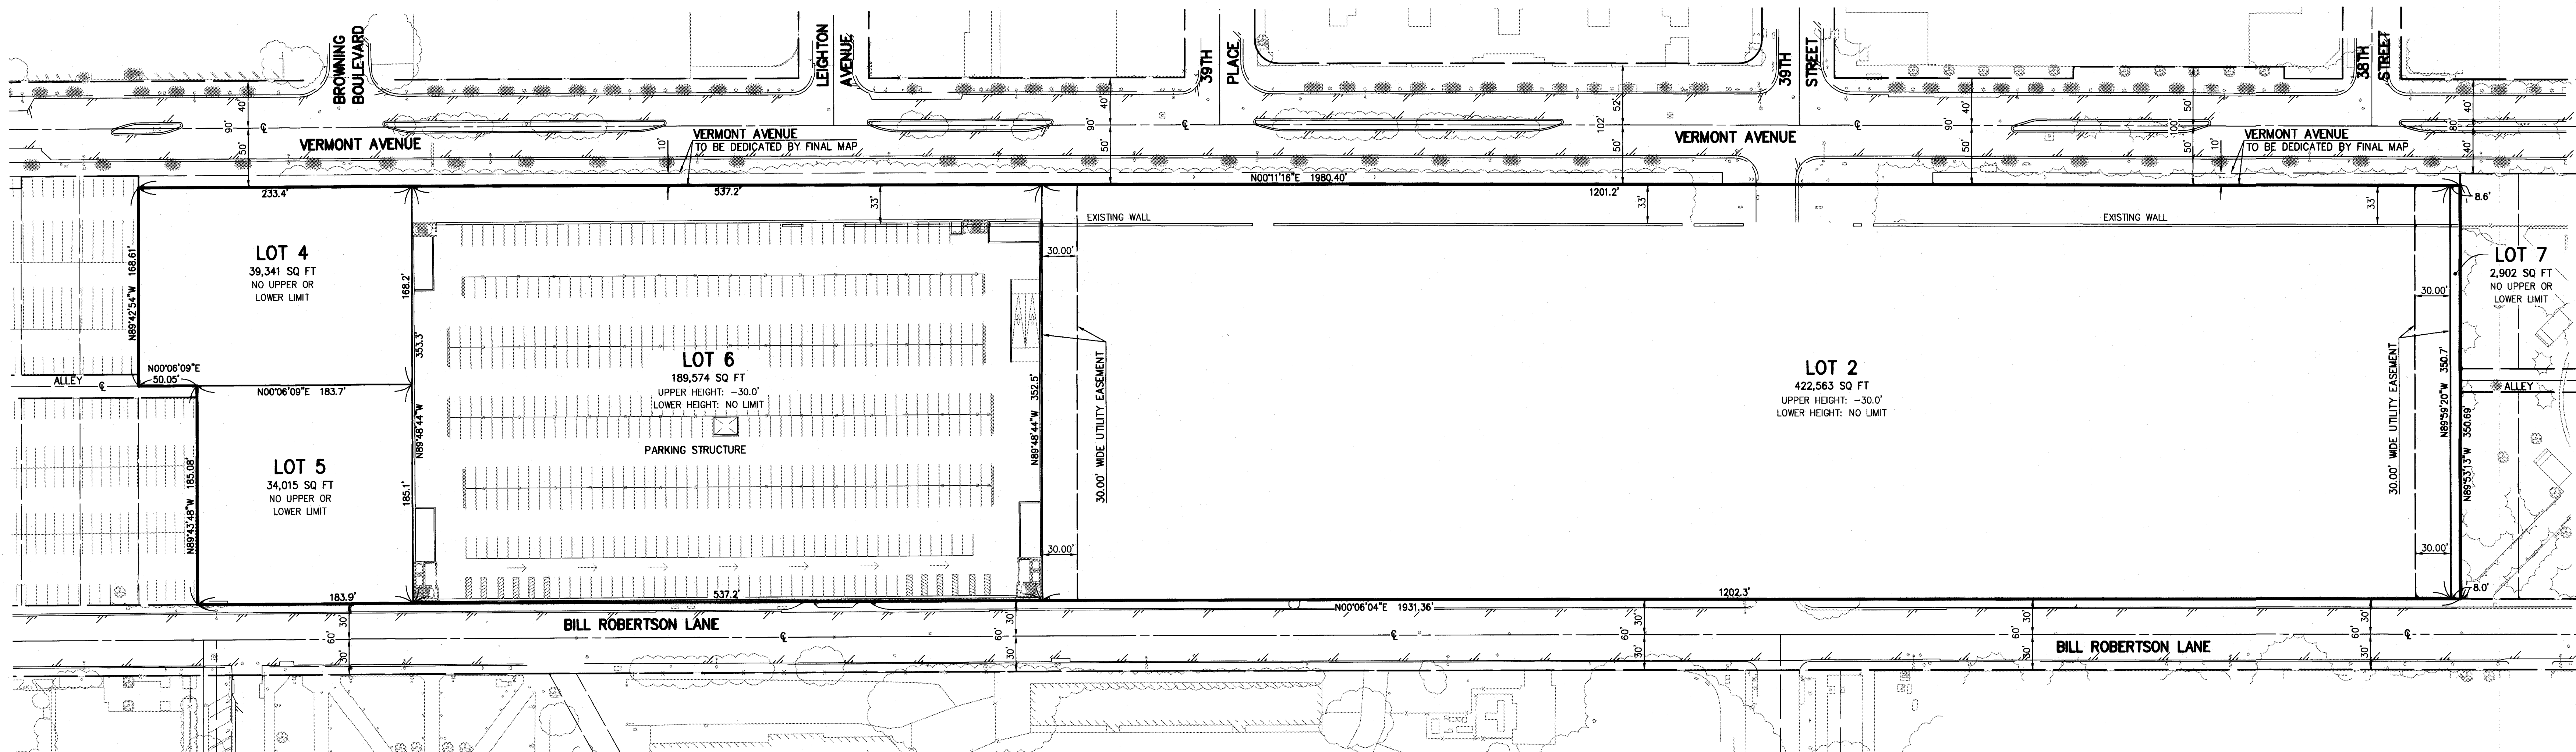 BROWNING
BOULEVARD
LEIGHTON
AVENUE
39TH
PLACE
39TH
STREET
38TH
STREET
40'
90'
50'
40'
90'
50'
52'
102'
50'
40'
90'
50'
50'
100'
50'
40'
80'
40'
VERMONT AVENUE
VERMONT AVENUE
TO BE DEDICATED BY FINAL MAP
10'
VERMONT AVENUE
VERMONT AVENUE
TO BE DEDICATED BY FINAL MAP
10'
N00°11'16"E 1980.40'
233.4'
537.2'
1201.2'
8.6'
33'
33'
33'
EXISTING WALL
EXISTING WALL
LOT 4
39,341 SQ FT
NO UPPER OR
LOWER LIMIT
N89°42'54"W 168.61'
168.2'
353.3'
N89°48'44"W
185.1'
N00°06'09"E
50.05'
ALLEY
N00°06'09"E 183.7'
LOT 5
34,015 SQ FT
NO UPPER OR
LOWER LIMIT
N89°43'48"W 185.08'
183.9'
LOT 6
189,574 SQ FT
UPPER HEIGHT: -30.0'
LOWER HEIGHT: NO LIMIT
PARKING STRUCTURE
N89°48'44"W 352.5'
537.2'
30.00'
30.00'
30.00' WIDE UTILITY EASEMENT
LOT 2
422,563 SQ FT
UPPER HEIGHT: -30.0'
LOWER HEIGHT: NO LIMIT
1202.3'
30.00'
30.00'
30.00' WIDE UTILITY EASEMENT
N89°59'20"W 350.7'
N89°53'13"W 350.69'
8.0'
LOT 7
2,902 SQ FT
NO UPPER OR
LOWER LIMIT
ALLEY
N00°06'04"E 1931.36'
BILL ROBERTSON LANE
BILL ROBERTSON LANE
30'
60'
30'
30'
60'
30'
30'
60'
30'
30'
60'
30'
30'
60'
30'